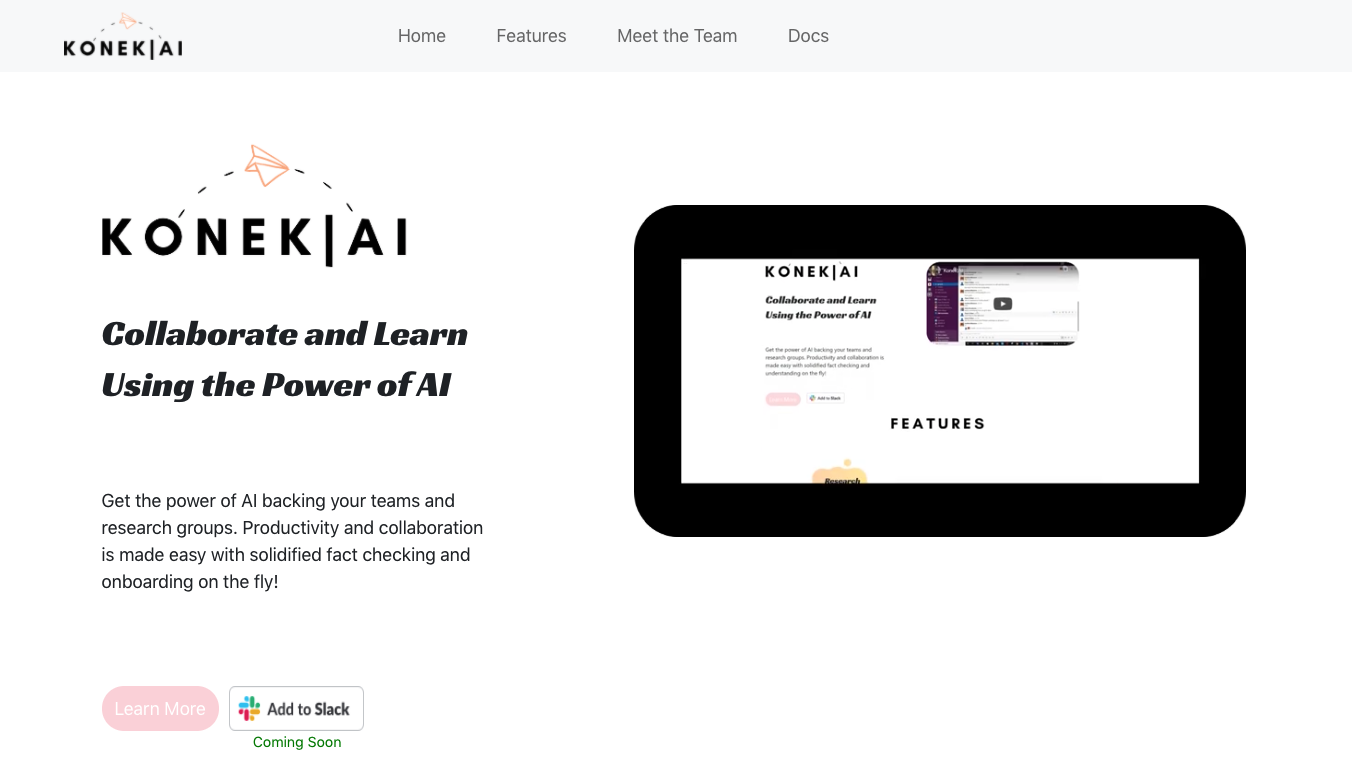 KONEK|AI
Home
Features
Meet the Team
Docs
KONEK|AI
Collaborate and Learn
Using the Power of AI
Get the power of AI backing your teams and
research groups. Productivity and collaboration
is made easy with solidified fact checking and
onboarding on the fly!
Learn More
Add to Slack
Coming Soon
KONEK|AI
Collaborate and Learn
Using the Power of AI
Get the power of AI backing your teams and
research groups. Productivity and collaboration is
made easy with solidified fact checking and
understanding on the fly!
Learn More
Add to Slack
FEATURES
Research